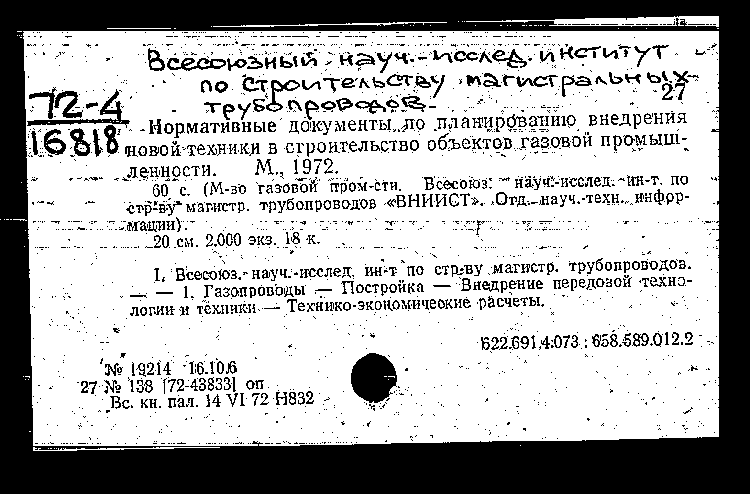 Всесоюзный науч.-исслед. институт
по строительству магистральных
трубопроводов.
72-4
16818
27
Нормативные документы по планированию внедрения
новой техники в строительство объектов газовой промыш-
ленности. М., 1972.
60 с. (М-во газовой пром-сти. Всесоюз. науч.-исслед. ин-т. по
стр-ву магистр. трубопроводов «ВНИИСТ». Отд. науч.-техн. инфор-
мации).
20 см. 2.000 экз. 18 к.
I. Всесоюз. науч.-исслед. ин-т по стр-ву магистр. трубопроводов.
— — 1. Газопроводы — Постройка — Внедрение передовой техно-
логии и техники — Технико-экономические расчеты.
622.691.4.073 : 658.589.012.2
№ 19214 16.10.6
27 № 138 [72-43833] оп
Вс. кн. пал. 14 VI 72 Н832